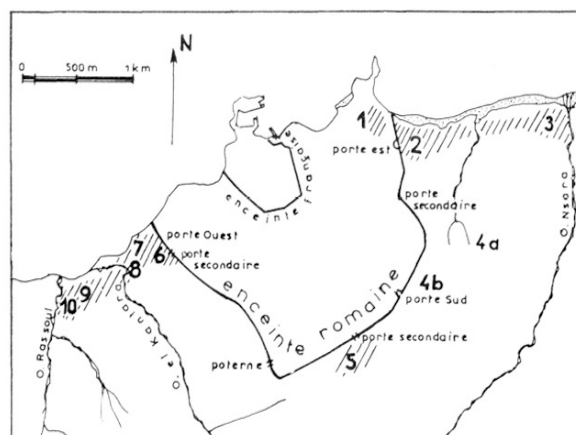 N
0 500 m 1 km
1
2
3
porte est
enceinte française
porte secondaire
O. Nsara
4a
7
porte Ouest
6
porte secondaire
8
4b
porte Sud
enceinte romaine
9
10
O. Rassoul
O. el Kantara
porte secondaire
5
poterne